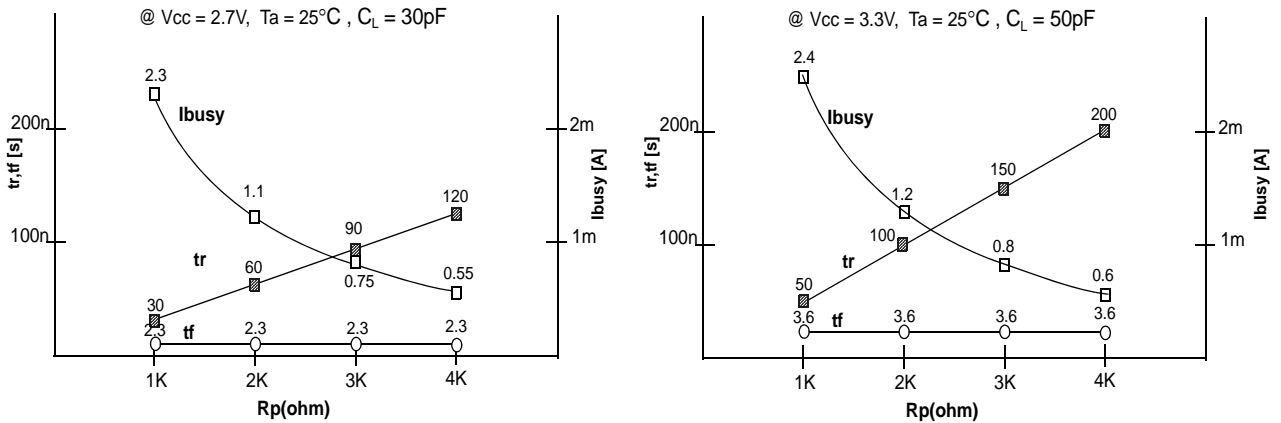 @ Vcc = 2.7V, Ta = 25°C , CL = 30pF
2.3
Ibusy
200n
2m
tr,tf [s]
Ibusy [A]
1.1
120
100n
1m
90
tr
60
0.75
0.55
30
2.3
tf
2.3
2.3
2.3
1K
2K
3K
4K
Rp(ohm)
@ Vcc = 3.3V, Ta = 25°C , CL = 50pF
2.4
Ibusy
200
200n
2m
tr,tf [s]
Ibusy [A]
150
1.2
100
100n
1m
0.8
tr
0.6
50
3.6
tf
3.6
3.6
3.6
1K
2K
3K
4K
Rp(ohm)